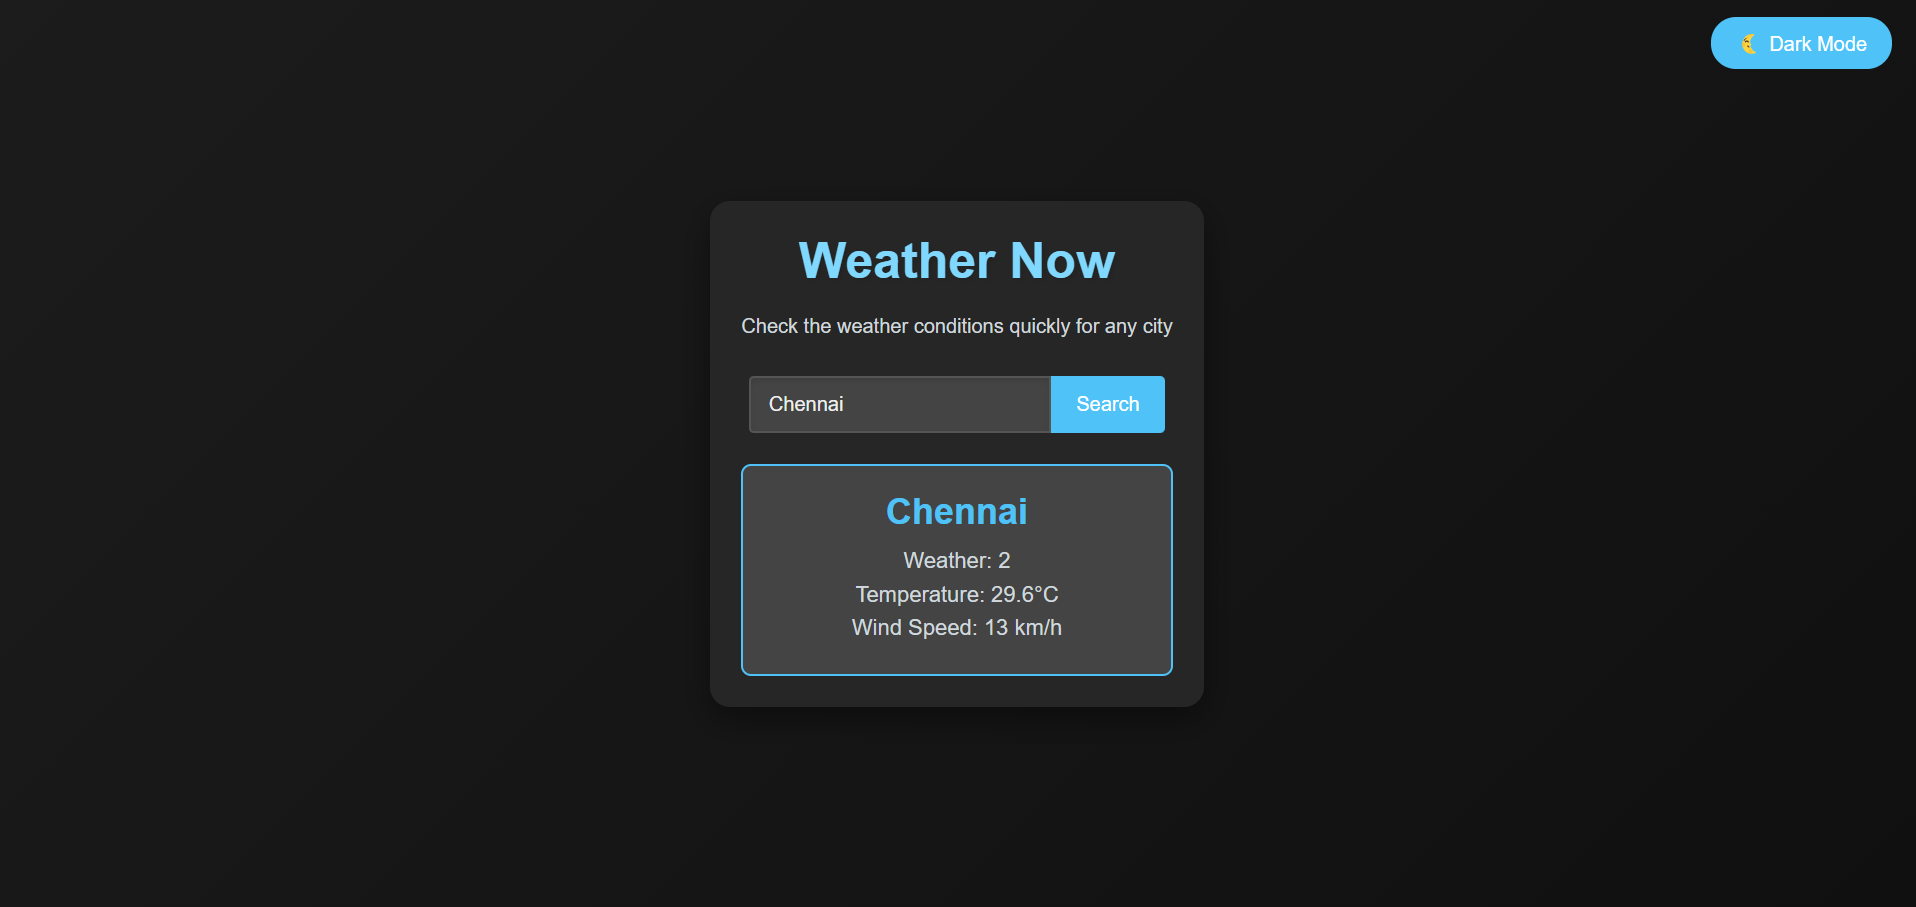 Dark Mode
Weather Now
Check the weather conditions quickly for any city
Chennai
Search
Chennai
Weather: 2
Temperature: 29.6°C
Wind Speed: 13 km/h